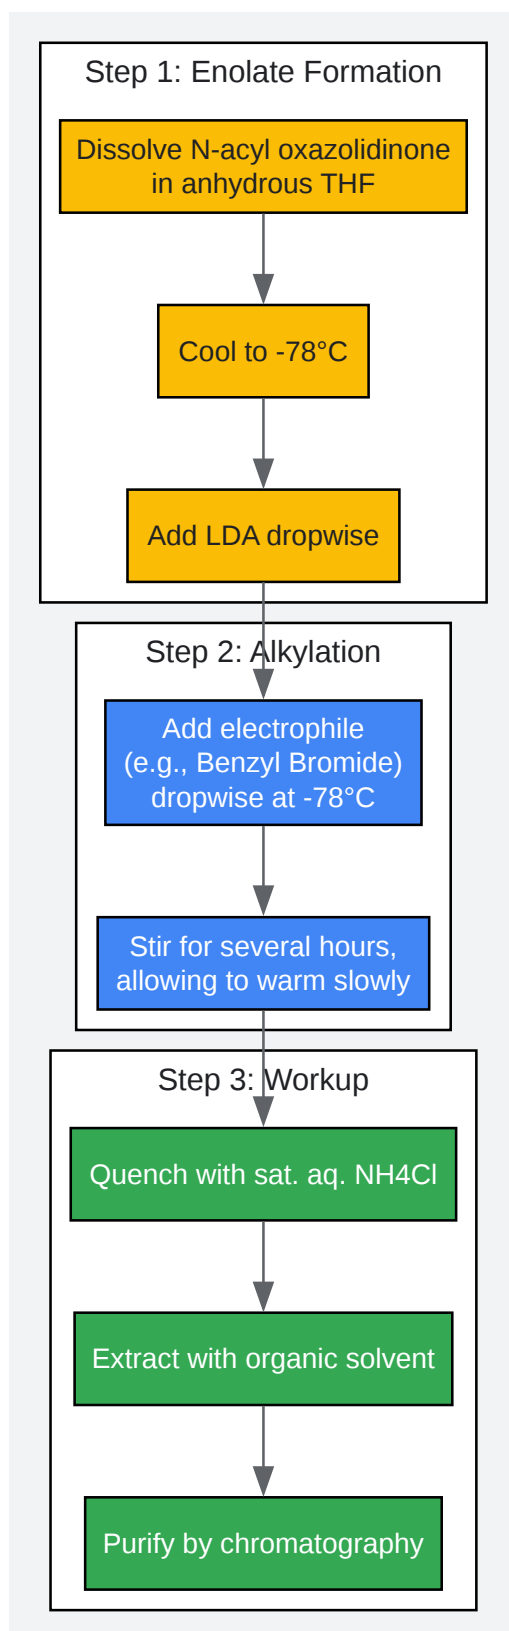 Step 1: Enolate Formation
Dissolve N-acyl oxazolidinone
in anhydrous THF
Cool to -78°C
Add LDA dropwise
Step 2: Alkylation
Add electrophile
(e.g., Benzyl Bromide)
dropwise at -78°C
Stir for several hours,
allowing to warm slowly
Step 3: Workup
Quench with sat. aq. NH4Cl
Extract with organic solvent
Purify by chromatography